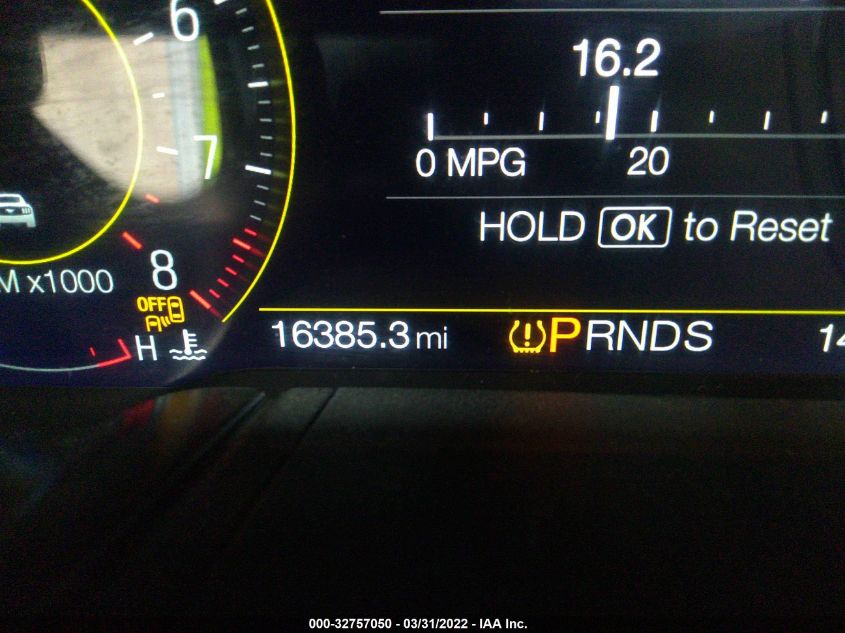 6
7
8
M x1000
OFF
H
16.2
0 MPG 20
HOLD OK to Reset
16385.3 mi
PRNDS
14
000-32757050 - 03/31/2022 - IAA Inc.